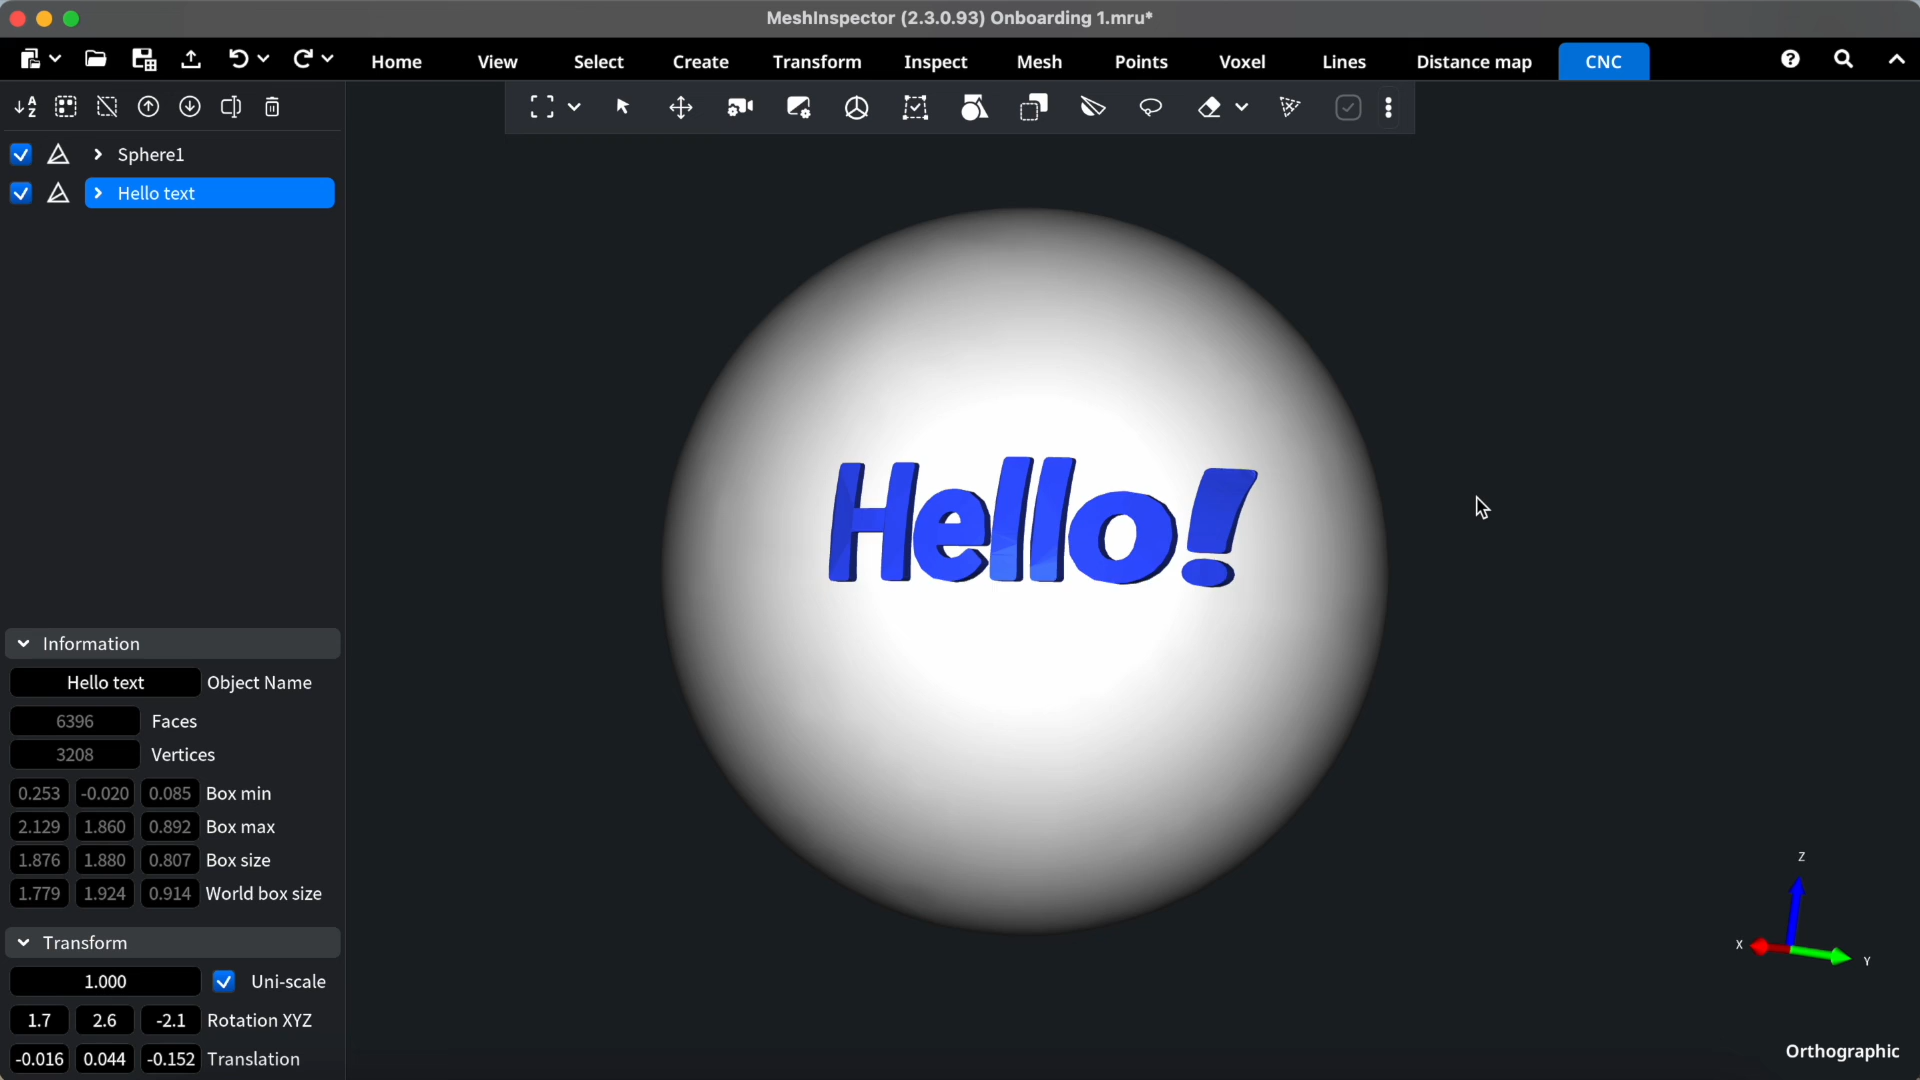 MeshInspector (2.3.0.93) Onboarding 1.mru*
Home View Select Create Transform Inspect Mesh Points Voxel Lines Distance map CNC
Sphere1
Hello text
Hello!
Information
Hello text Object Name
6396 Faces
3208 Vertices
0.253 -0.020 0.085 Box min
2.129 1.860 0.892 Box max
1.876 1.880 0.807 Box size
1.779 1.924 0.914 World box size
Transform
1.000 Uni-scale
1.7 2.6 -2.1 Rotation XYZ
-0.016 0.044 -0.152 Translation
Z
X
Y
Orthographic